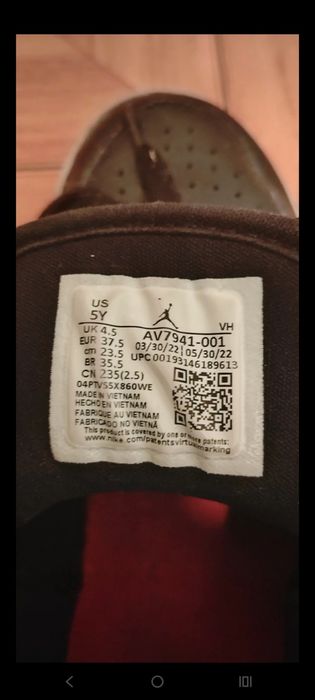 US
5Y
VH
UK 4.5
AV7941-001
EUR 37.5
03/30/22 05/30/22
cm 23.5
UPC 00193146189613
BR 35.5
CN 235(2.5)
04PTVS5X860WE
MADE IN VIETNAM
HECHO EN VIETNAM
FABRIQUE AU VIETNAM
FABRICADO NO VIETNÃ
This product is covered by one or more patents:
www.nike.com/patentsvirtualmarking